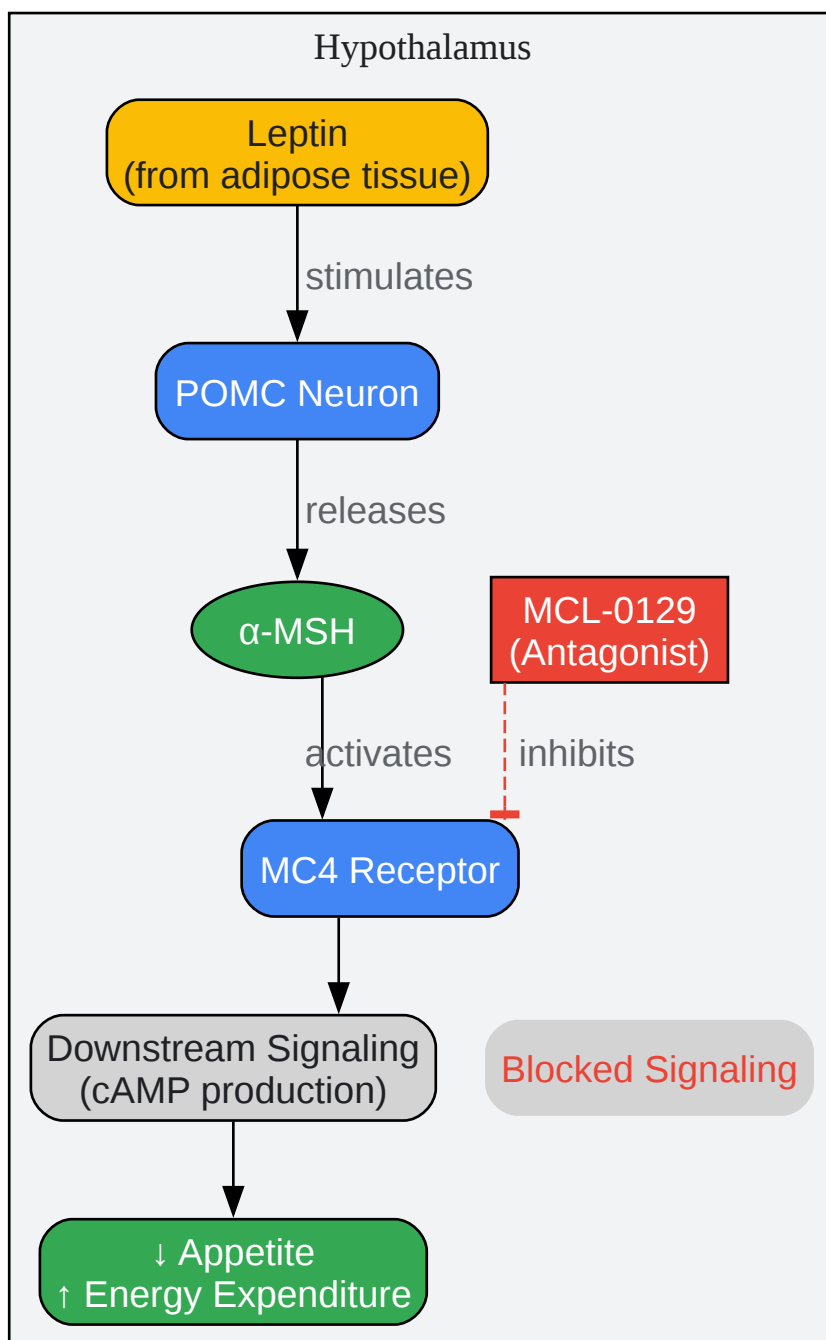 Hypothalamus
Leptin
(from adipose tissue)
stimulates
POMC Neuron
releases
α-MSH
MCL-0129
(Antagonist)
activates
inhibits
MC4 Receptor
Downstream Signaling
(cAMP production)
Blocked Signaling
↓ Appetite
↑ Energy Expenditure